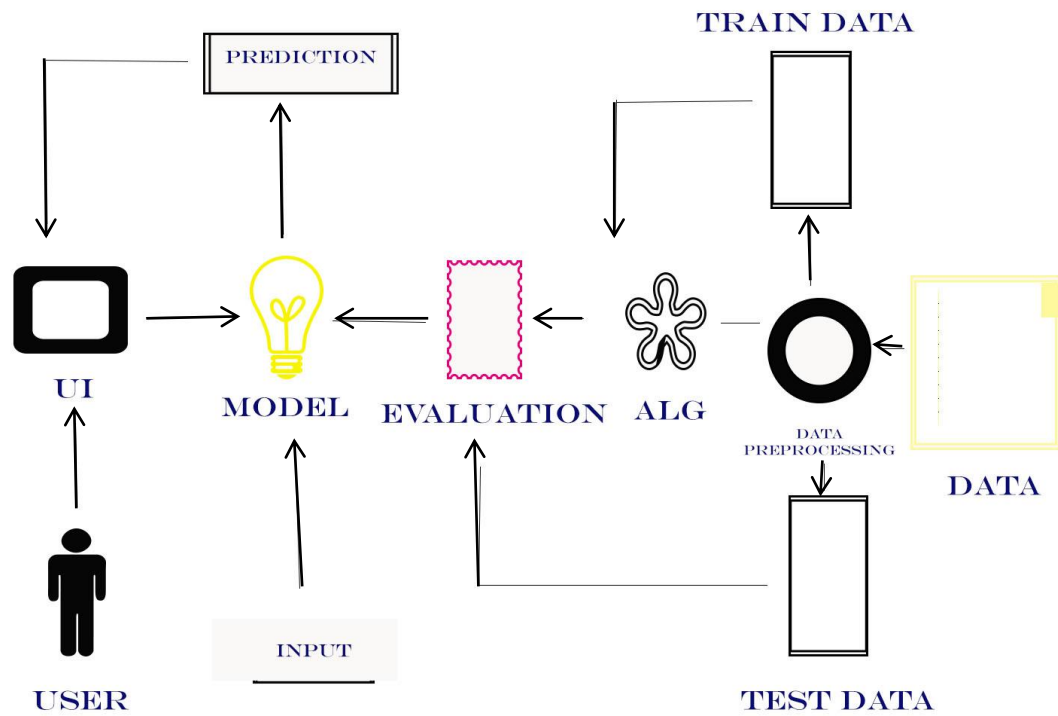 TRAIN DATA
PREDICTION
UI
MODEL
EVALUATION
ALG
DATA
PREPROCESSING
DATA
INPUT
USER
TEST DATA